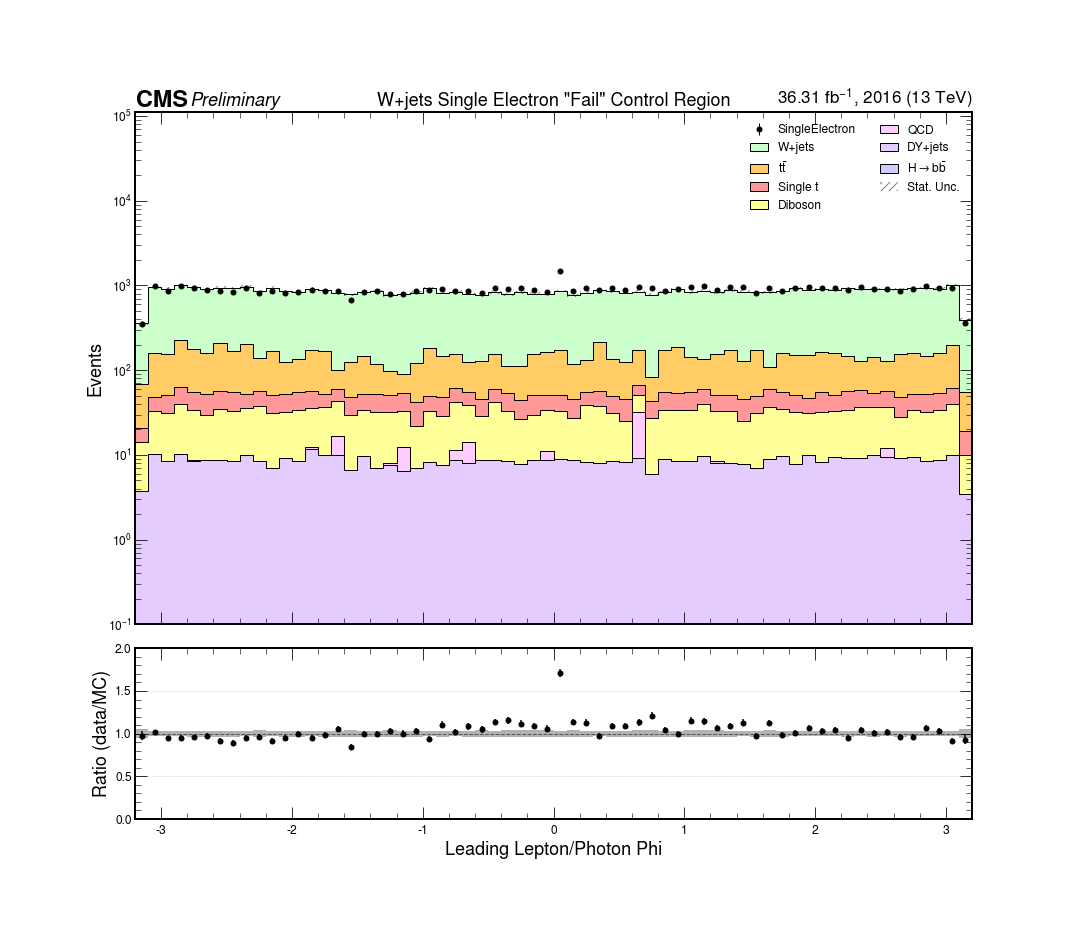 CMS Preliminary W+jets Single Electron "Fail" Control Region 36.31 fb⁻¹, 2016 (13 TeV)
SingleElectron
W+jets
tt̄
Single t
Diboson
QCD
DY+jets
H→bb̄
Stat. Unc.
Events
10⁵
10⁴
10³
10²
10¹
10⁰
10⁻¹
Ratio (data/MC)
2.0
1.5
1.0
0.5
0.0
-3 -2 -1 0 1 2 3
Leading Lepton/Photon Phi